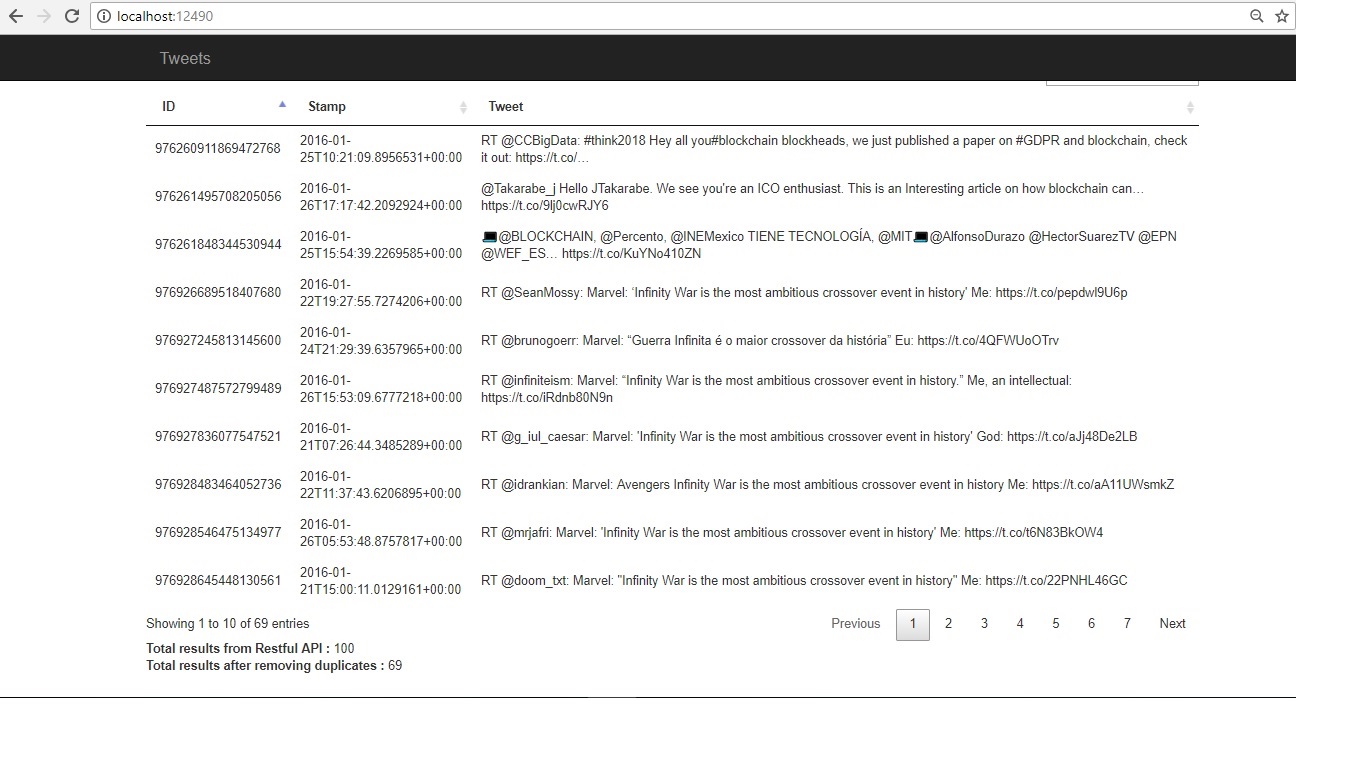 localhost:12490
Tweets
ID Stamp Tweet
976260911869472768 2016-01-25T10:21:09.8956531+00:00 RT @CCBigData: #think2018 Hey all you#blockchain blockheads, we just published a paper on #GDPR and blockchain, check it out: https://t.co/…
976261495708205056 2016-01-26T17:17:42.2092924+00:00 @Takarabe_j Hello JTakarabe. We see you're an ICO enthusiast. This is an Interesting article on how blockchain can… https://t.co/9lj0cwRJY6
976261848344530944 2016-01-25T15:54:39.2269585+00:00 💻@BLOCKCHAIN, @Percento, @INEMexico TIENE TECNOLOGÍA, @MIT💻@AlfonsoDurazo @HectorSuarezTV @EPN @WEF_ES… https://t.co/KuYNo410ZN
976926689518407680 2016-01-22T19:27:55.7274206+00:00 RT @SeanMossy: Marvel: ‘Infinity War is the most ambitious crossover event in history' Me: https://t.co/pepdwl9U6p
976927245813145600 2016-01-24T21:29:39.6357965+00:00 RT @brunogoerr: Marvel: “Guerra Infinita é o maior crossover da história” Eu: https://t.co/4QFWUoOTrv
976927487572799489 2016-01-26T15:53:09.6777218+00:00 RT @infiniteism: Marvel: “Infinity War is the most ambitious crossover event in history.” Me, an intellectual: https://t.co/iRdnb80N9n
976927836077547521 2016-01-21T07:26:44.3485289+00:00 RT @g_iul_caesar: Marvel: 'Infinity War is the most ambitious crossover event in history' God: https://t.co/aJj48De2LB
976928483464052736 2016-01-22T11:37:43.6206895+00:00 RT @idrankian: Marvel: Avengers Infinity War is the most ambitious crossover event in history Me: https://t.co/aA11UWsmkZ
976928546475134977 2016-01-26T05:53:48.8757817+00:00 RT @mrjafri: Marvel: 'Infinity War is the most ambitious crossover event in history' Me: https://t.co/t6N83BkOW4
976928645448130561 2016-01-21T15:00:11.0129161+00:00 RT @doom_txt: Marvel: "Infinity War is the most ambitious crossover event in history" Me: https://t.co/22PNHL46GC
Showing 1 to 10 of 69 entries Previous 1 2 3 4 5 6 7 Next
Total results from Restful API : 100
Total results after removing duplicates : 69